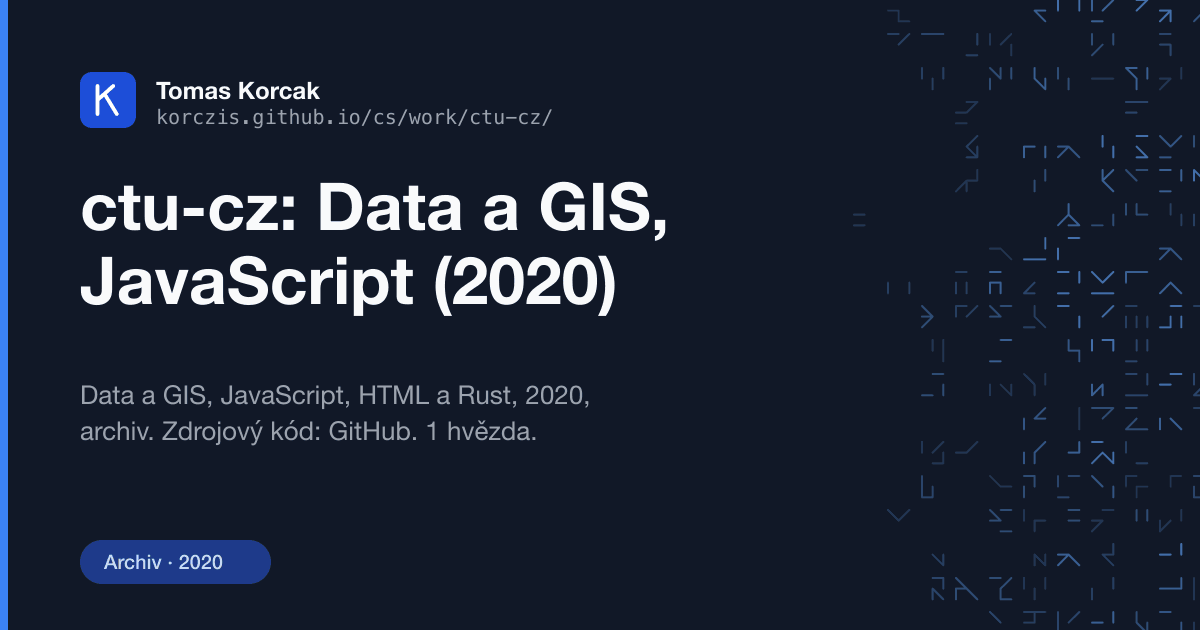 K
Tomas Korcak
korczis.github.io/cs/work/ctu-cz/
ctu-cz: Data a GIS,
JavaScript (2020)
Data a GIS, JavaScript, HTML a Rust, 2020,
archiv. Zdrojový kód: GitHub. 1 hvězda.
Archiv · 2020